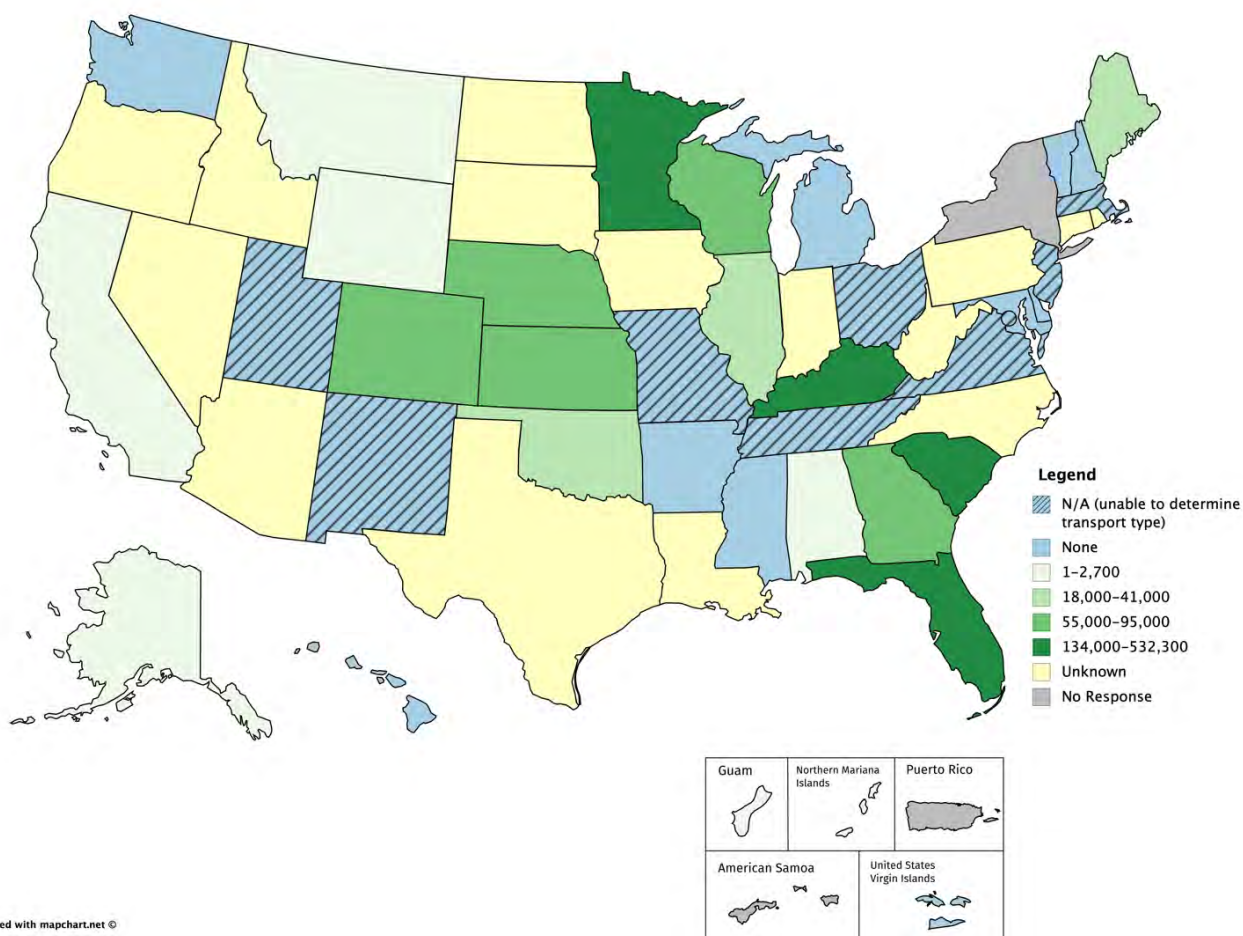 Legend
N/A (unable to determine
transport type)
None
1–2,700
18,000–41,000
55,000–95,000
134,000–532,300
Unknown
No Response
Guam
Northern Mariana
Islands
Puerto Rico
American Samoa
United States
Virgin Islands
ed with mapchart.net ©